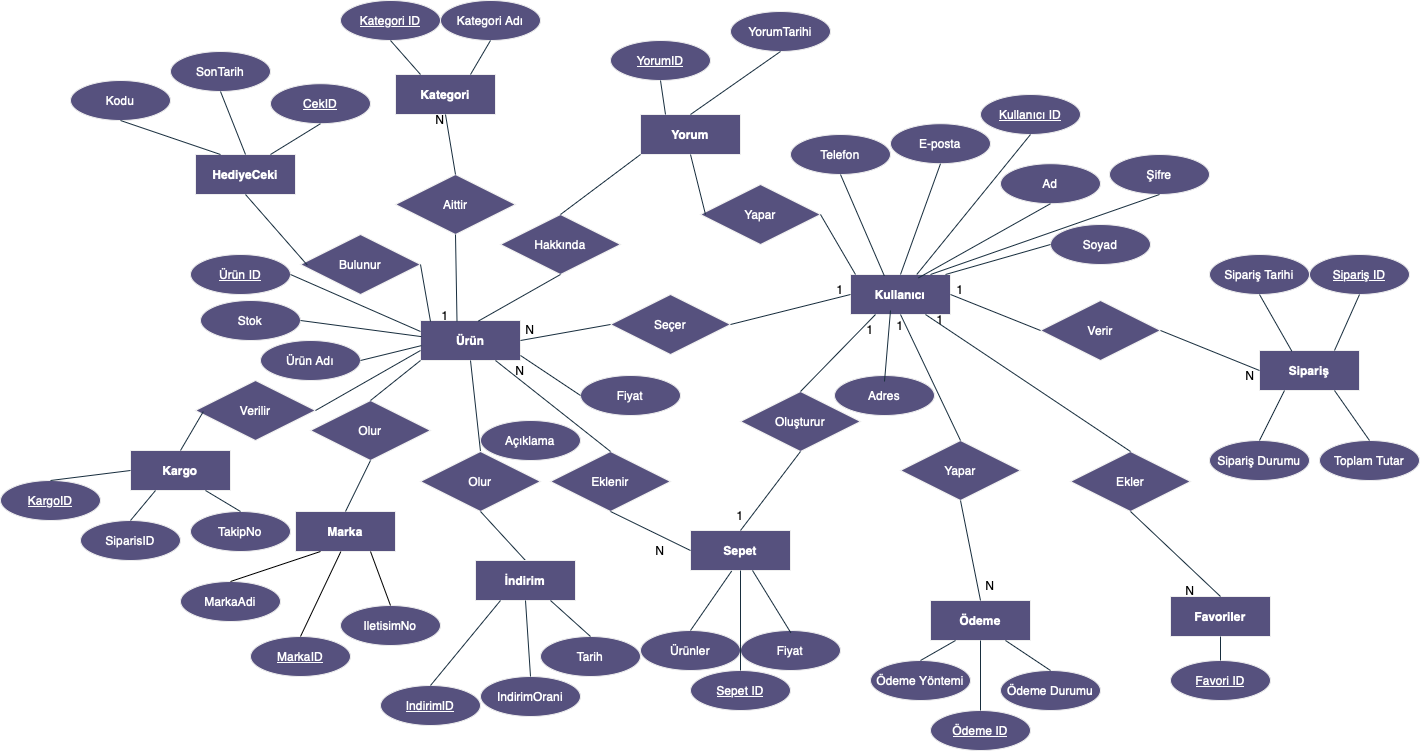 Kategori ID
Kategori Adı
YorumTarihi
YorumID
SonTarih
Kodu
CekID
Kategori
N
Yorum
Kullanıcı ID
E-posta
Telefon
HediyeCeki
Şifre
Ad
Aittir
Yapar
Hakkında
Soyad
Bulunur
Ürün ID
Sipariş Tarihi
Sipariş ID
1
Kullanıcı
1
Stok
1
N
Seçer
1
1
1
Verir
Ürün
Ürün Adı
N
Sipariş
N
Fiyat
Adres
Verilir
Olur
Oluşturur
Açıklama
Sipariş Durumu
Toplam Tutar
Kargo
Yapar
Olur
Eklenir
Ekler
KargoID
SiparisID
TakipNo
Marka
1
N
Sepet
İndirim
N
N
MarkaAdi
IletisimNo
Ödeme
Favoriler
MarkaID
Tarih
Ürünler
Fiyat
Ödeme Yöntemi
Ödeme Durumu
Favori ID
IndirimID
IndirimOrani
Sepet ID
Ödeme ID